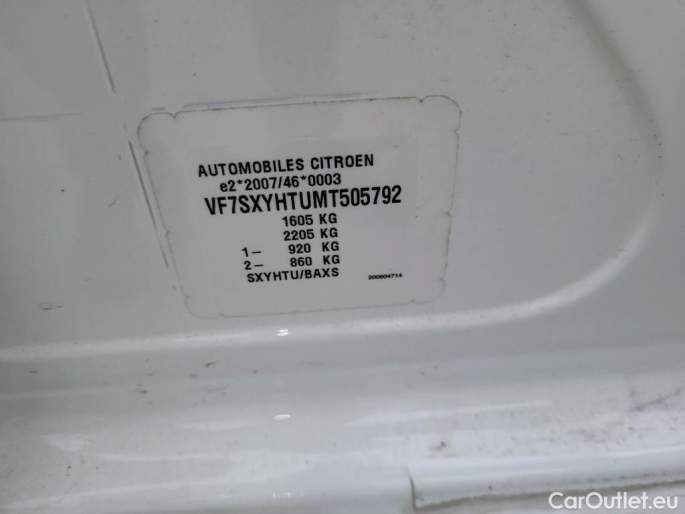 AUTOMOBILES CITROEN
e2*2007/46*0003
VF7SXYHTUMT505792
1605 KG
2205 KG
1- 920 KG
2- 860 KG
SXYHTU/BAXS 200604714
CarOutlet.eu